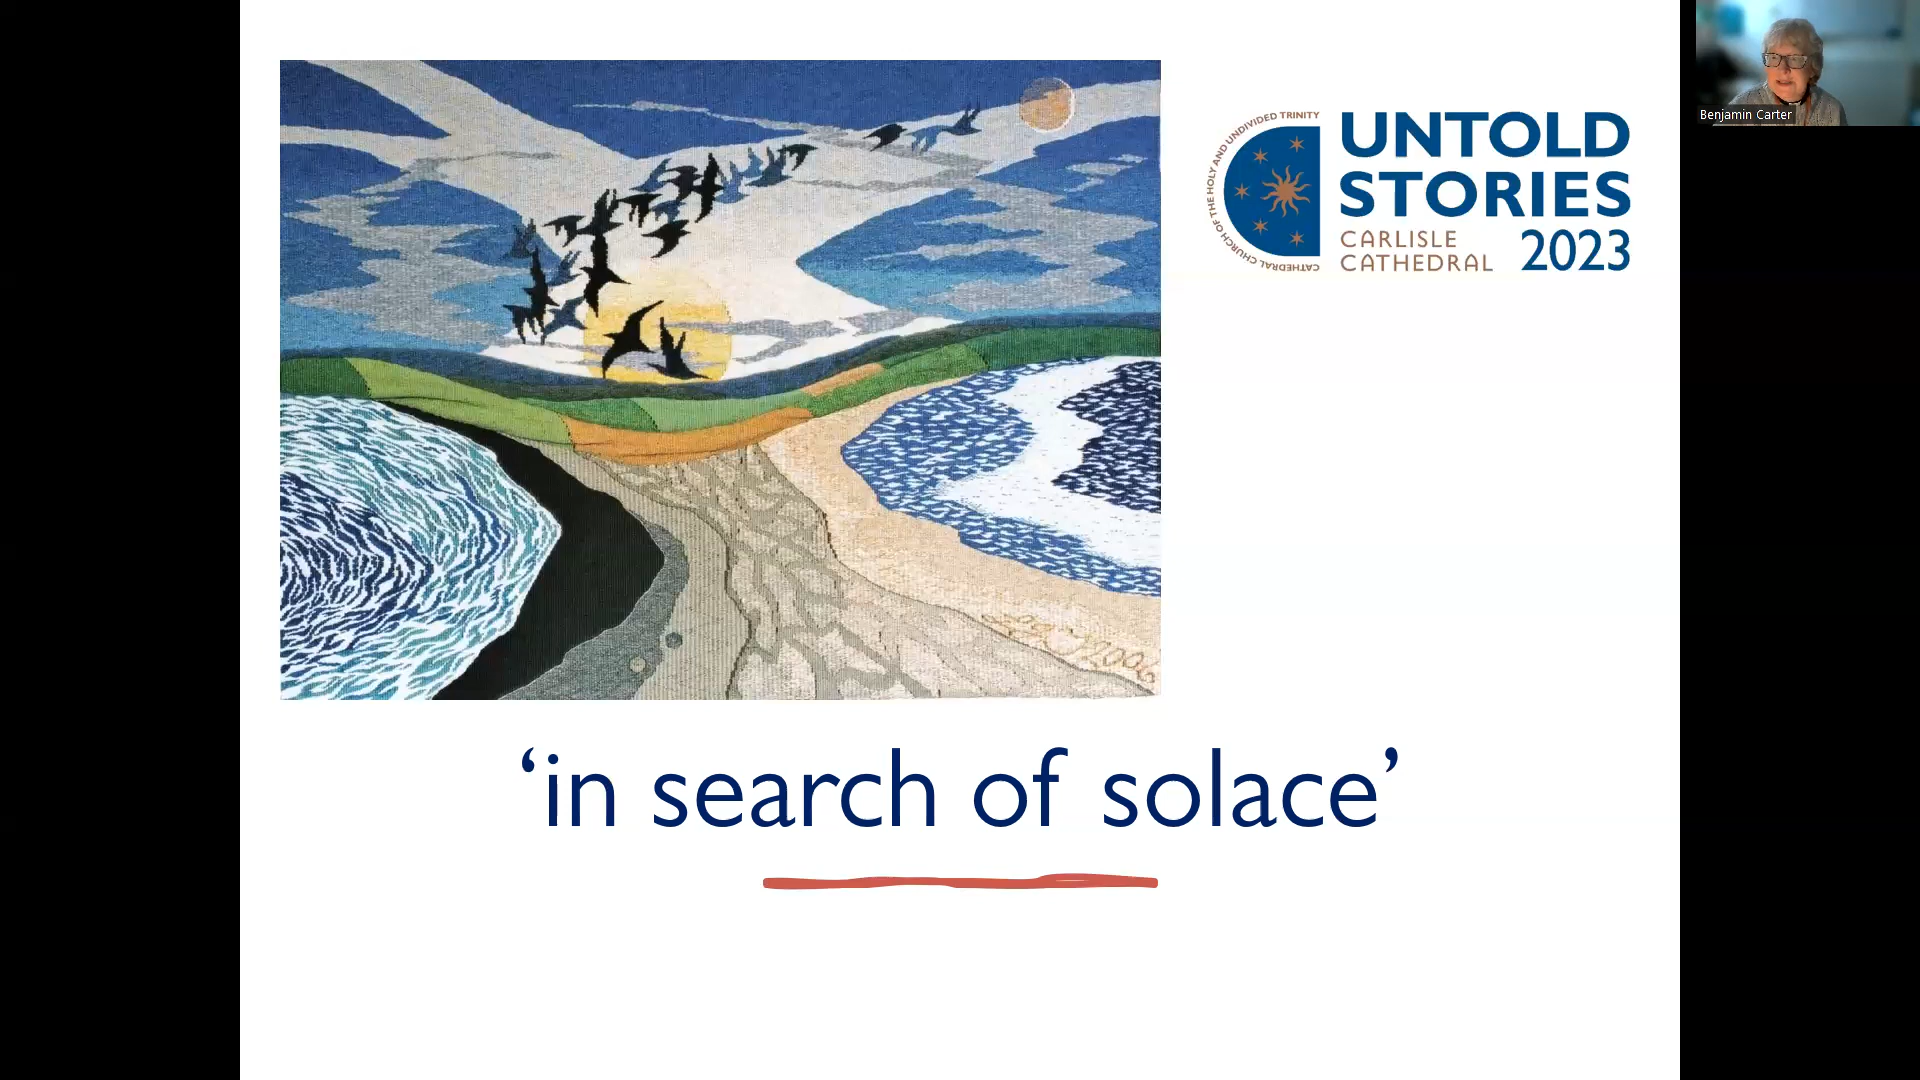 CATHEDRAL CHURCH OF THE HOLY AND UNDIVIDED TRINITY
UNTOLD
STORIES
CARLISLE
CATHEDRAL
2023
Benjamin Carter
‘in search of solace’